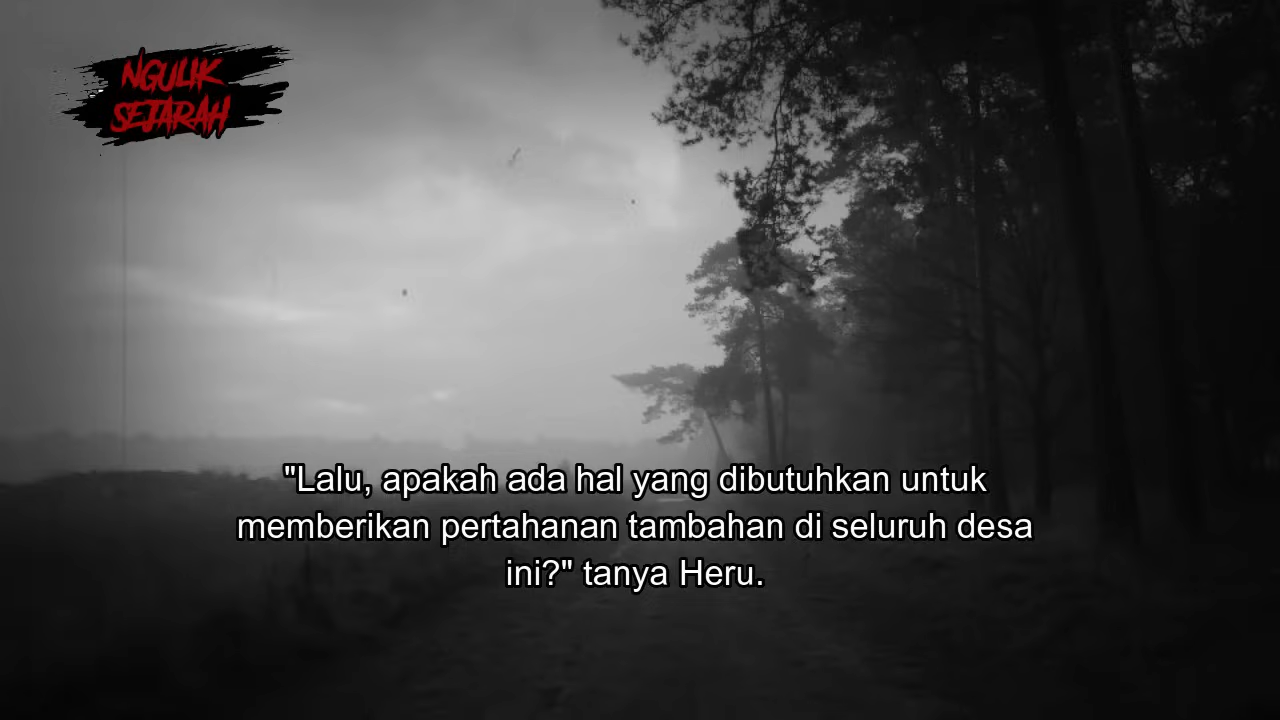 NGULIK
SEJARAH
"Lalu, apakah ada hal yang dibutuhkan untuk
memberikan pertahanan tambahan di seluruh desa
ini?" tanya Heru.